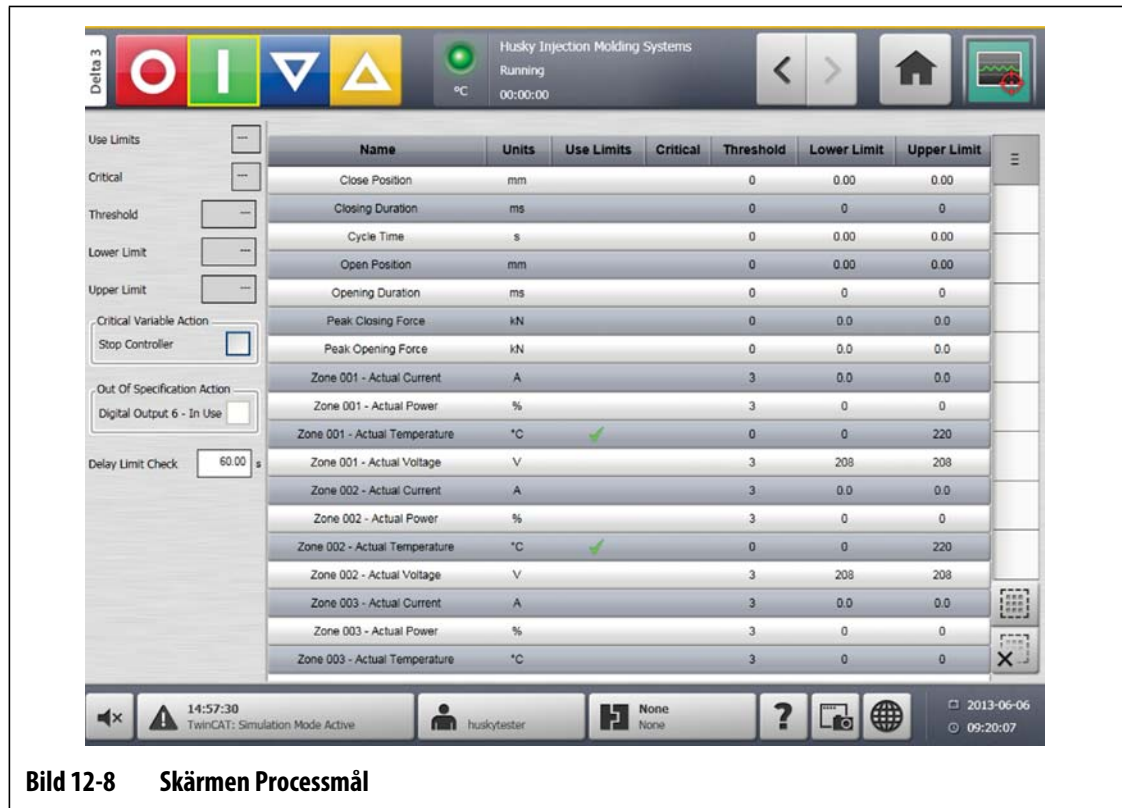 Delta 3
°C
Husky Injection Molding Systems
Running
00:00:00
Use Limits ---
Critical ---
Threshold ---
Lower Limit ---
Upper Limit ---
Critical Variable Action
Stop Controller
Out Of Specification Action
Digital Output 6 - In Use
Delay Limit Check 60.00 s
Name Units Use Limits Critical Threshold Lower Limit Upper Limit
Close Position mm 0 0.00 0.00
Closing Duration ms 0 0 0
Cycle Time s 0 0.00 0.00
Open Position mm 0 0.00 0.00
Opening Duration ms 0 0 0
Peak Closing Force kN 0 0.0 0.0
Peak Opening Force kN 0 0.0 0.0
Zone 001 - Actual Current A 3 0.0 0.0
Zone 001 - Actual Power % 3 0 0
Zone 001 - Actual Temperature °C 0 0 220
Zone 001 - Actual Voltage V 3 208 208
Zone 002 - Actual Current A 3 0.0 0.0
Zone 002 - Actual Power % 3 0 0
Zone 002 - Actual Temperature °C 0 0 220
Zone 002 - Actual Voltage V 3 208 208
Zone 003 - Actual Current A 3 0.0 0.0
Zone 003 - Actual Power % 3 0 0
Zone 003 - Actual Temperature °C 3 0 0
14:57:30
TwinCAT: Simulation Mode Active
huskytester
None
None
?
2013-06-06
09:20:07
Bild 12-8 Skärmen Processmål